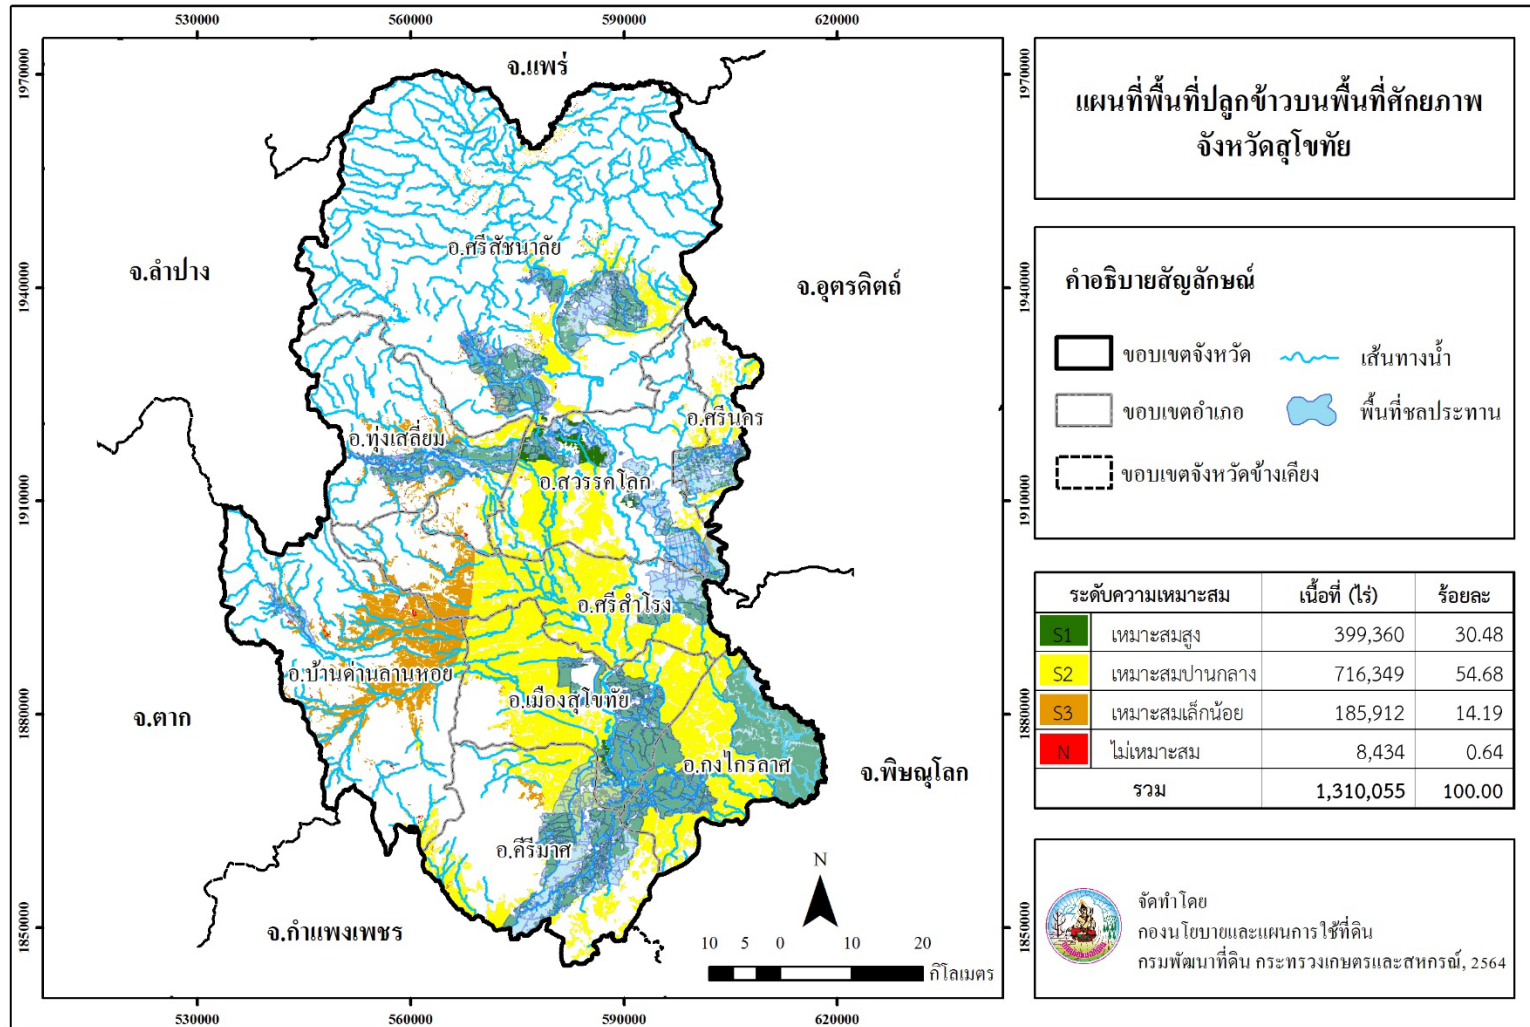 530000 560000 590000 620000
1970000
1940000
1910000
1880000
1850000
จ.แพร่
จ.ลำปาง
จ.อุตรดิตถ์
จ.ตาก
จ.พิษณุโลก
จ.กำแพงเพชร
อ.ศรีสัชนาลัย
อ.ศรีนคร
อ.ทุ่งเสลี่ยม
อ.สวรรคโลก
อ.ศรีสำโรง
อ.บ้านด่านลานหอย
อ.เมืองสุโขทัย
อ.กงไกรลาศ
อ.คีรีมาศ
N
10 5 0 10 20
กิโลเมตร
530000 560000 590000 620000
1970000
1940000
1910000
1880000
1850000
แผนที่พื้นที่ปลูกข้าวบนพื้นที่ศักยภาพ
จังหวัดสุโขทัย
คำอธิบายสัญลักษณ์
ขอบเขตจังหวัด เส้นทางน้ำ
ขอบเขตอำเภอ พื้นที่ชลประทาน
ขอบเขตจังหวัดข้างเคียง
ระดับความเหมาะสม เนื้อที่ (ไร่) ร้อยละ
S1 เหมาะสมสูง 399,360 30.48
S2 เหมาะสมปานกลาง 716,349 54.68
S3 เหมาะสมเล็กน้อย 185,912 14.19
N ไม่เหมาะสม 8,434 0.64
รวม 1,310,055 100.00
จัดทำโดย
กองนโยบายและแผนการใช้ที่ดิน
กรมพัฒนาที่ดิน กระทรวงเกษตรและสหกรณ์, 2564